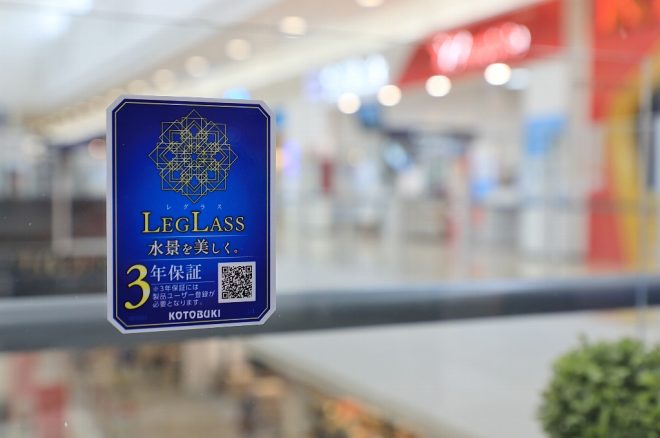 レグラス
LEGLASS
水景を美しく。
3年保証
※3年保証には
製品ユーザー登録が
必要となります。
KOTOBUKI